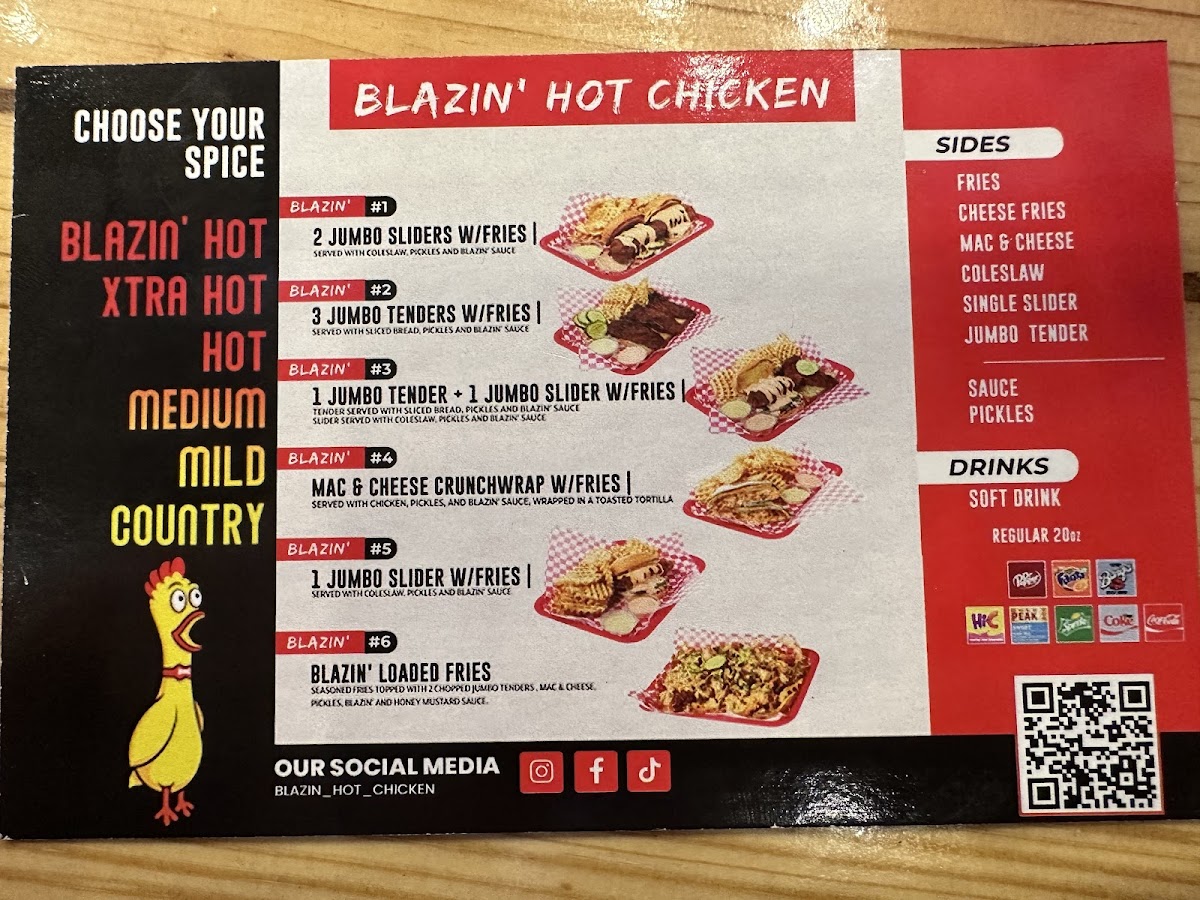 CHOOSE YOUR
SPICE
BLAZIN' HOT
XTRA HOT
HOT
MEDIUM
MILD
COUNTRY
BLAZIN' HOT CHICKEN
BLAZIN' #1
2 JUMBO SLIDERS W/FRIES |
SERVED WITH COLESLAW, PICKLES AND BLAZIN' SAUCE
BLAZIN' #2
3 JUMBO TENDERS W/FRIES |
SERVED WITH SLICED BREAD, PICKLES AND BLAZIN' SAUCE
BLAZIN' #3
1 JUMBO TENDER + 1 JUMBO SLIDER W/FRIES |
TENDER SERVED WITH SLICED BREAD, PICKLES AND BLAZIN' SAUCE
SLIDER SERVED WITH COLESLAW, PICKLES AND BLAZIN' SAUCE
BLAZIN' #4
MAC & CHEESE CRUNCHWRAP W/FRIES |
SERVED WITH CHICKEN, PICKLES, AND BLAZIN' SAUCE, WRAPPED IN A TOASTED TORTILLA
BLAZIN' #5
1 JUMBO SLIDER W/FRIES |
SERVED WITH COLESLAW, PICKLES AND BLAZIN' SAUCE.
BLAZIN' #6
BLAZIN' LOADED FRIES
SEASONED FRIES TOPPED WITH 2 CHOPPED JUMBO TENDERS, MAC & CHEESE,
PICKLES, BLAZIN' AND HONEY MUSTARD SAUCE.
OUR SOCIAL MEDIA
BLAZIN_HOT_CHICKEN
SIDES
FRIES
CHEESE FRIES
MAC & CHEESE
COLESLAW
SINGLE SLIDER
JUMBO TENDER
SAUCE
PICKLES
DRINKS
SOFT DRINK
REGULAR 20oz
Dr Pepper Fanta Barq's
Hi-C PEAK Sprite Coke Coca-Cola